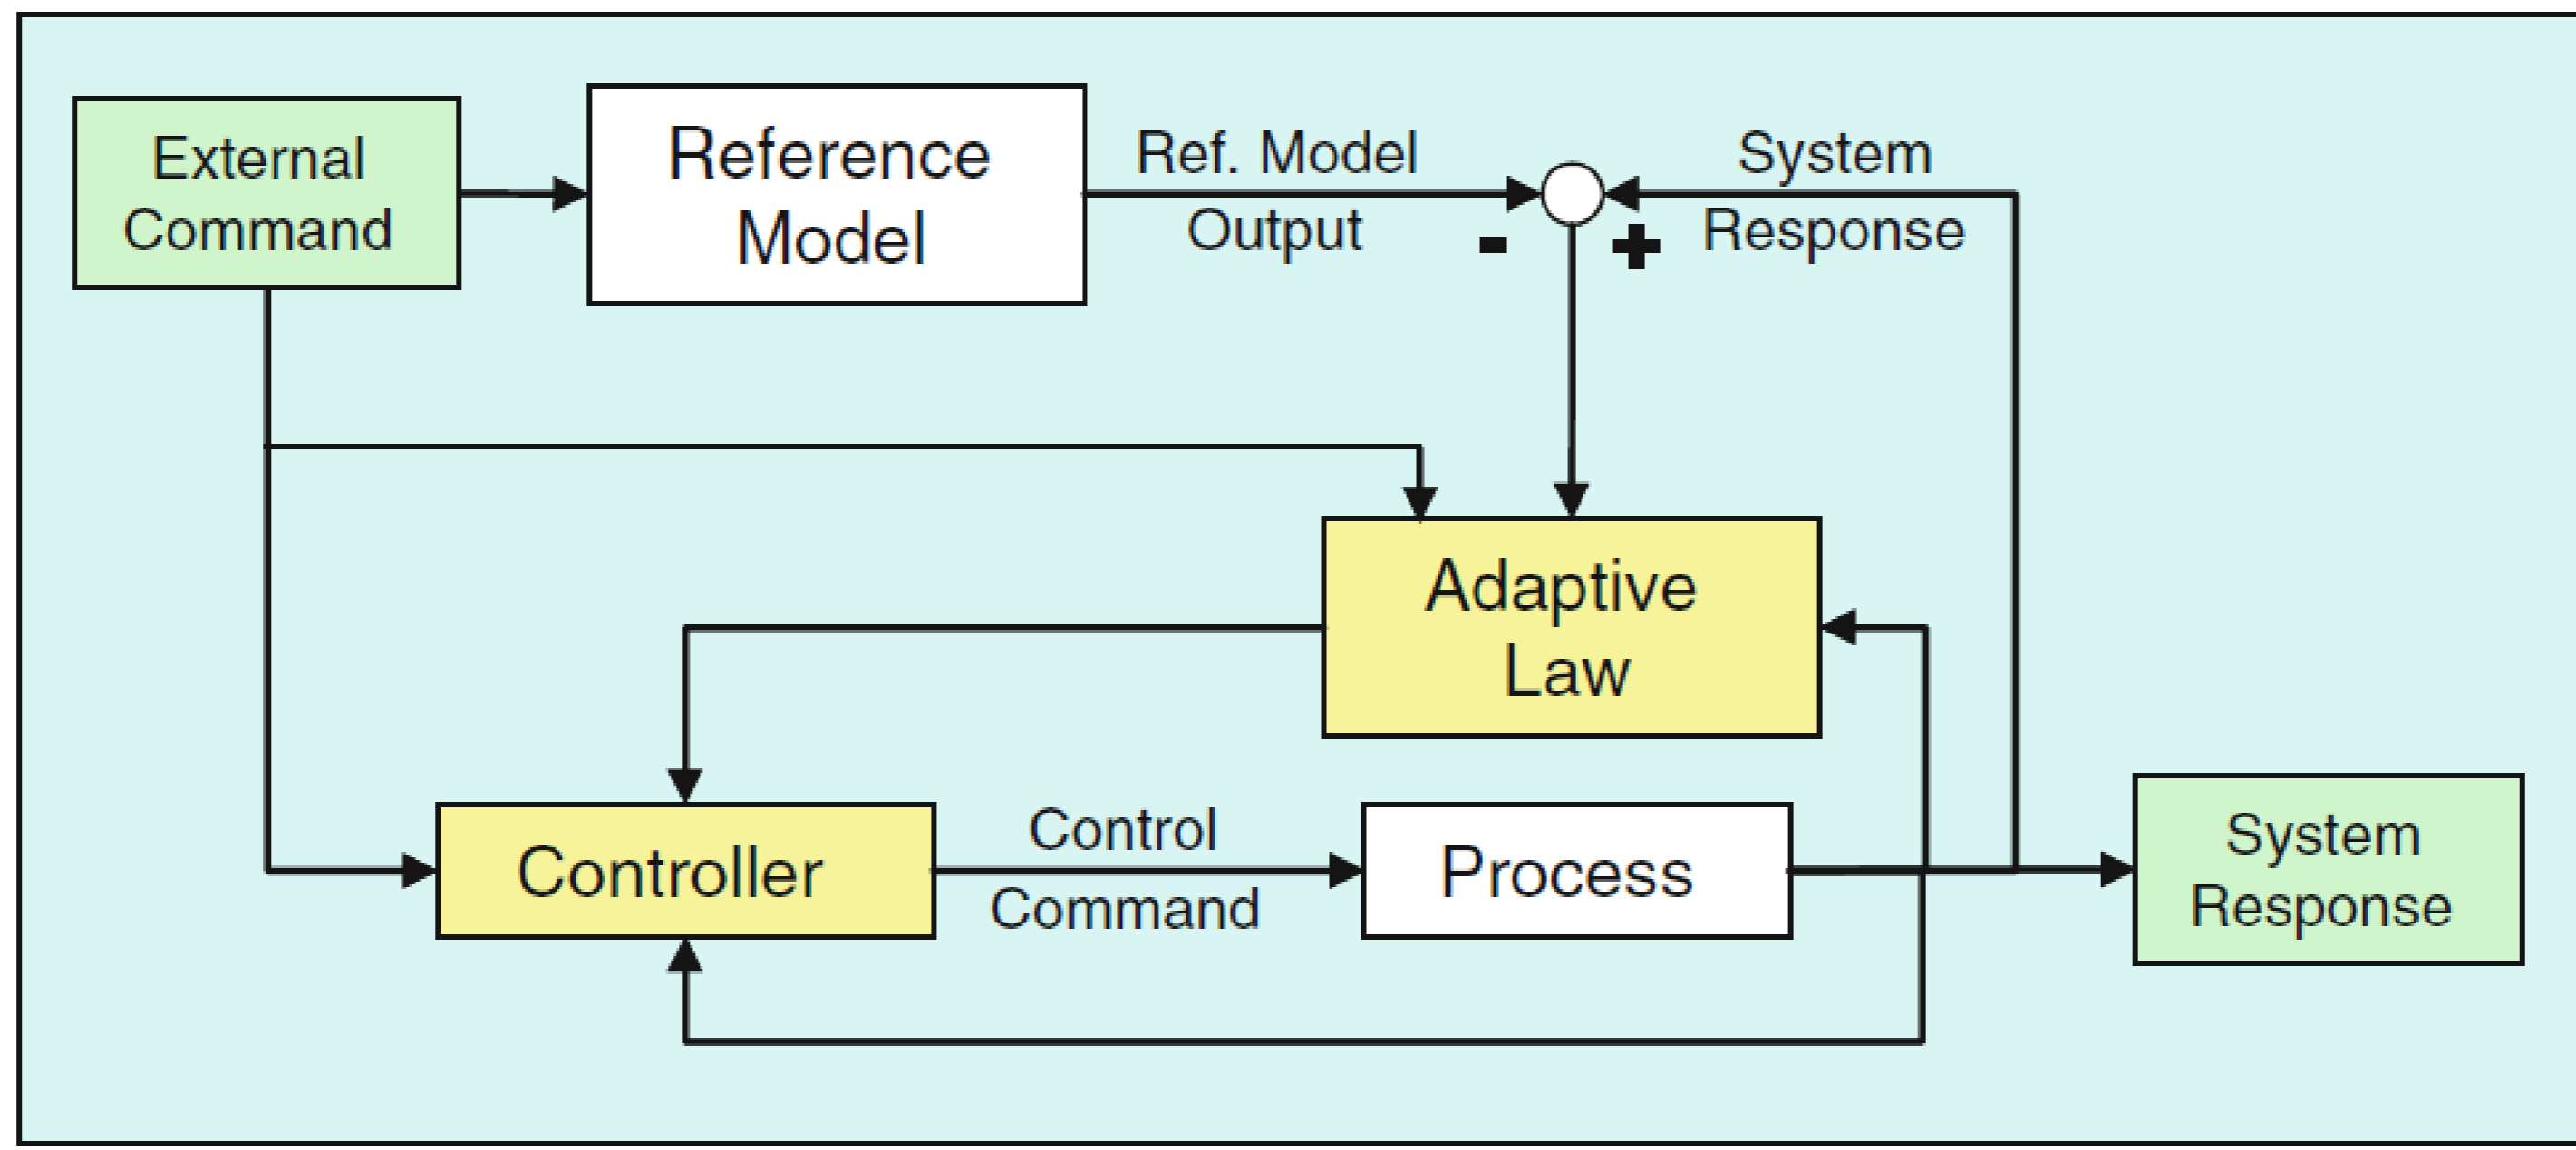 External
Command
Reference
Model
Ref. Model
Output
-
+
System
Response
Adaptive
Law
Controller
Control
Command
Process
System
Response